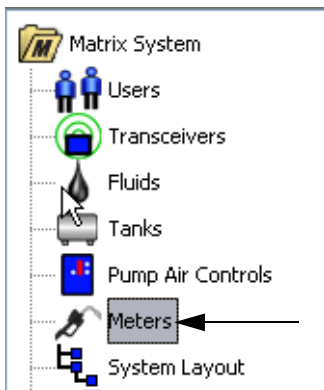 Matrix System
Users
Transceivers
Fluids
Tanks
Pump Air Controls
Meters
System Layout